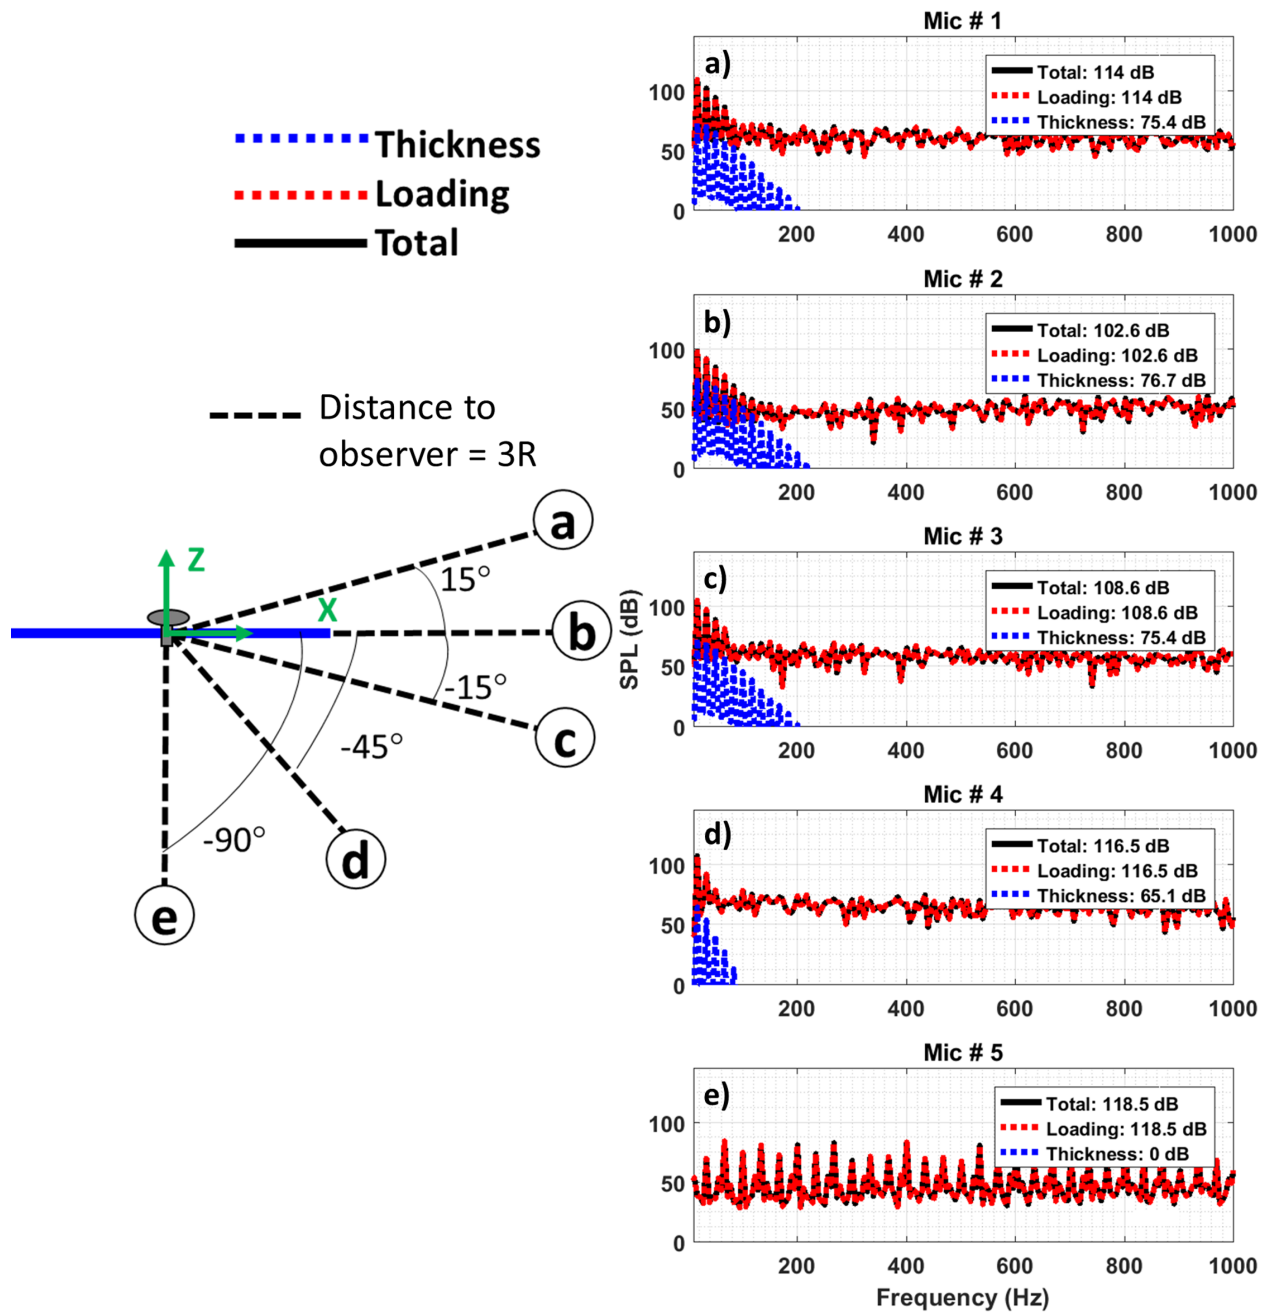 Thickness
Loading
Total
Distance to
observer = 3R
a
15°
Z
X
b
-15°
c
-45°
-90°
d
e
Mic # 1
a)
Total: 114 dB
Loading: 114 dB
Thickness: 75.4 dB
100
50
0
200 400 600 800 1000
Mic # 2
b)
Total: 102.6 dB
Loading: 102.6 dB
Thickness: 76.7 dB
100
50
0
200 400 600 800 1000
Mic # 3
c)
Total: 108.6 dB
Loading: 108.6 dB
Thickness: 75.4 dB
100
50
0
SPL (dB)
200 400 600 800 1000
Mic # 4
d)
Total: 116.5 dB
Loading: 116.5 dB
Thickness: 65.1 dB
100
50
0
200 400 600 800 1000
Mic # 5
e)
Total: 118.5 dB
Loading: 118.5 dB
Thickness: 0 dB
100
50
0
200 400 600 800 1000
Frequency (Hz)